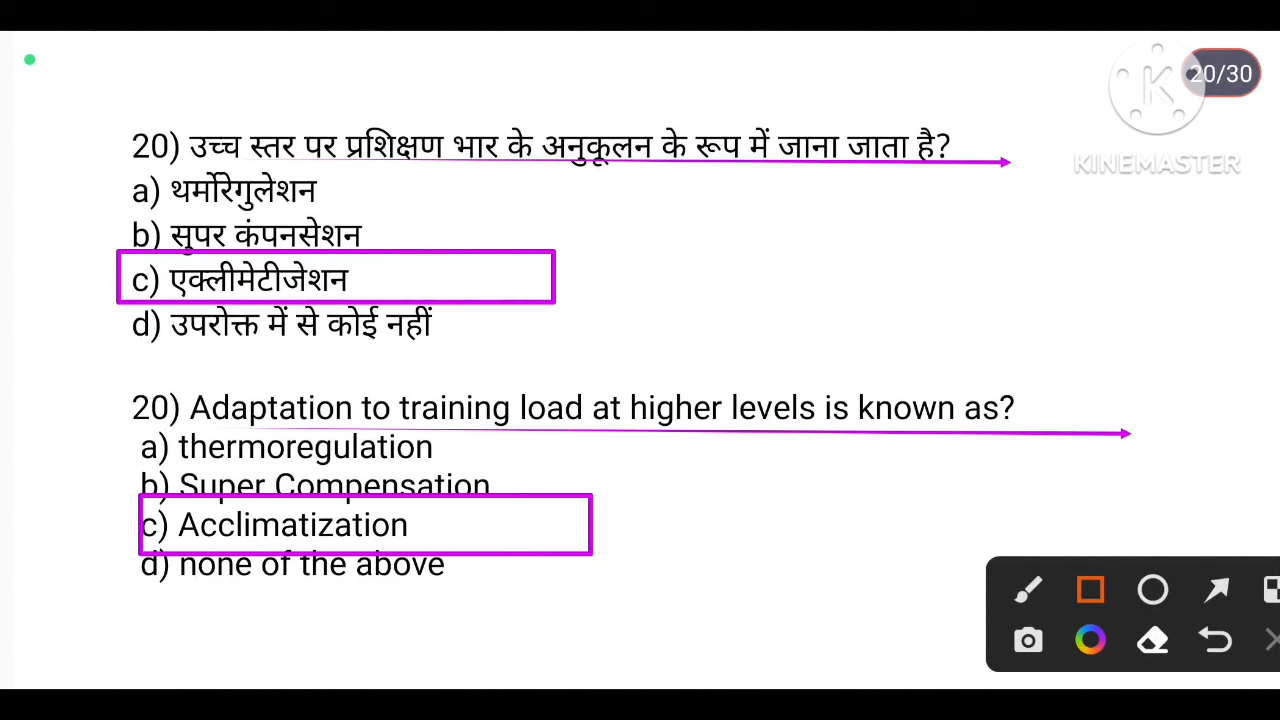 20/30
KINEMASTER
20) उच्च स्तर पर प्रशिक्षण भार के अनुकूलन के रूप में जाना जाता है?
a) थर्मोरेगुलेशन
b) सुपर कंपनसेशन
c) एक्लीमेटीजेशन
d) उपरोक्त में से कोई नहीं
20) Adaptation to training load at higher levels is known as?
a) thermoregulation
b) Super Compensation
c) Acclimatization
d) none of the above